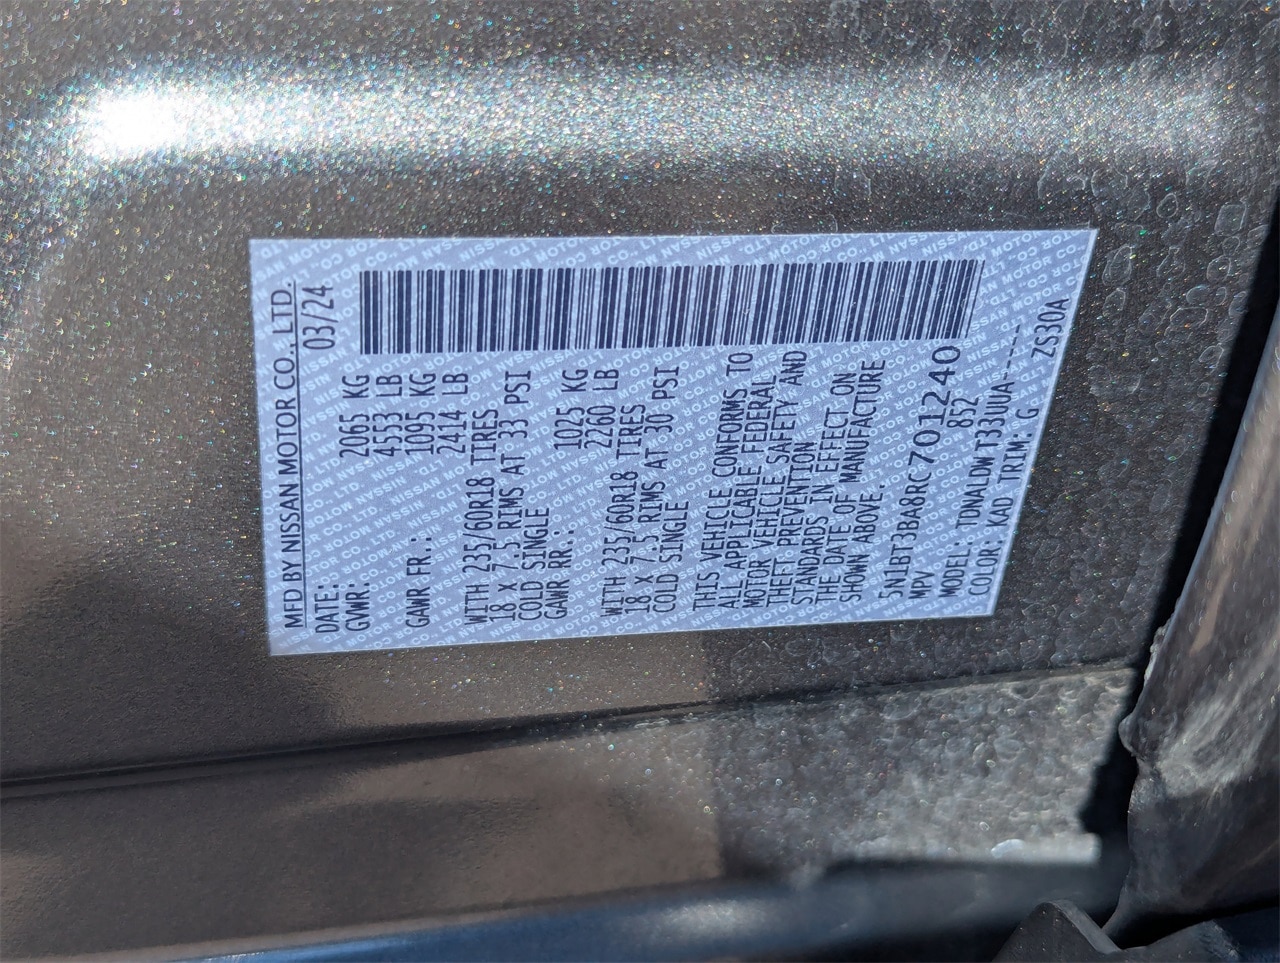 MFD BY NISSAN MOTOR CO., LTD.
DATE: 03/24
GVWR: 2065 KG
4553 LB
GAWR FR.: 1095 KG
2414 LB
WITH 235/60R18 TIRES
18 X 7.5 RIMS AT 33 PSI
COLD SINGLE
GAWR RR.: 1025 KG
2260 LB
WITH 235/60R18 TIRES
18 X 7.5 RIMS AT 30 PSI
COLD SINGLE
THIS VEHICLE CONFORMS TO
ALL APPLICABLE FEDERAL
MOTOR VEHICLE SAFETY AND
THEFT PREVENTION
STANDARDS IN EFFECT ON
THE DATE OF MANUFACTURE
SHOWN ABOVE
5N1BT3BA8RC701240
MPV 852
MODEL: TDNALDWT33UUA-----
COLOR: KAD TRIM: G ZS30A